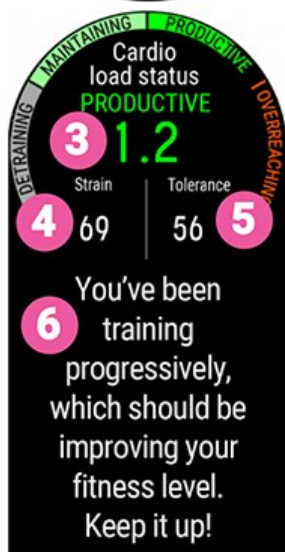 DETRAINING
MAINTAINING
PRODUCTIVE
OVERREACHING
Cardio
load status
PRODUCTIVE
3
1.2
Strain
Tolerance
4
69
56
5
6
You've been
training
progressively,
which should be
improving your
fitness level.
Keep it up!